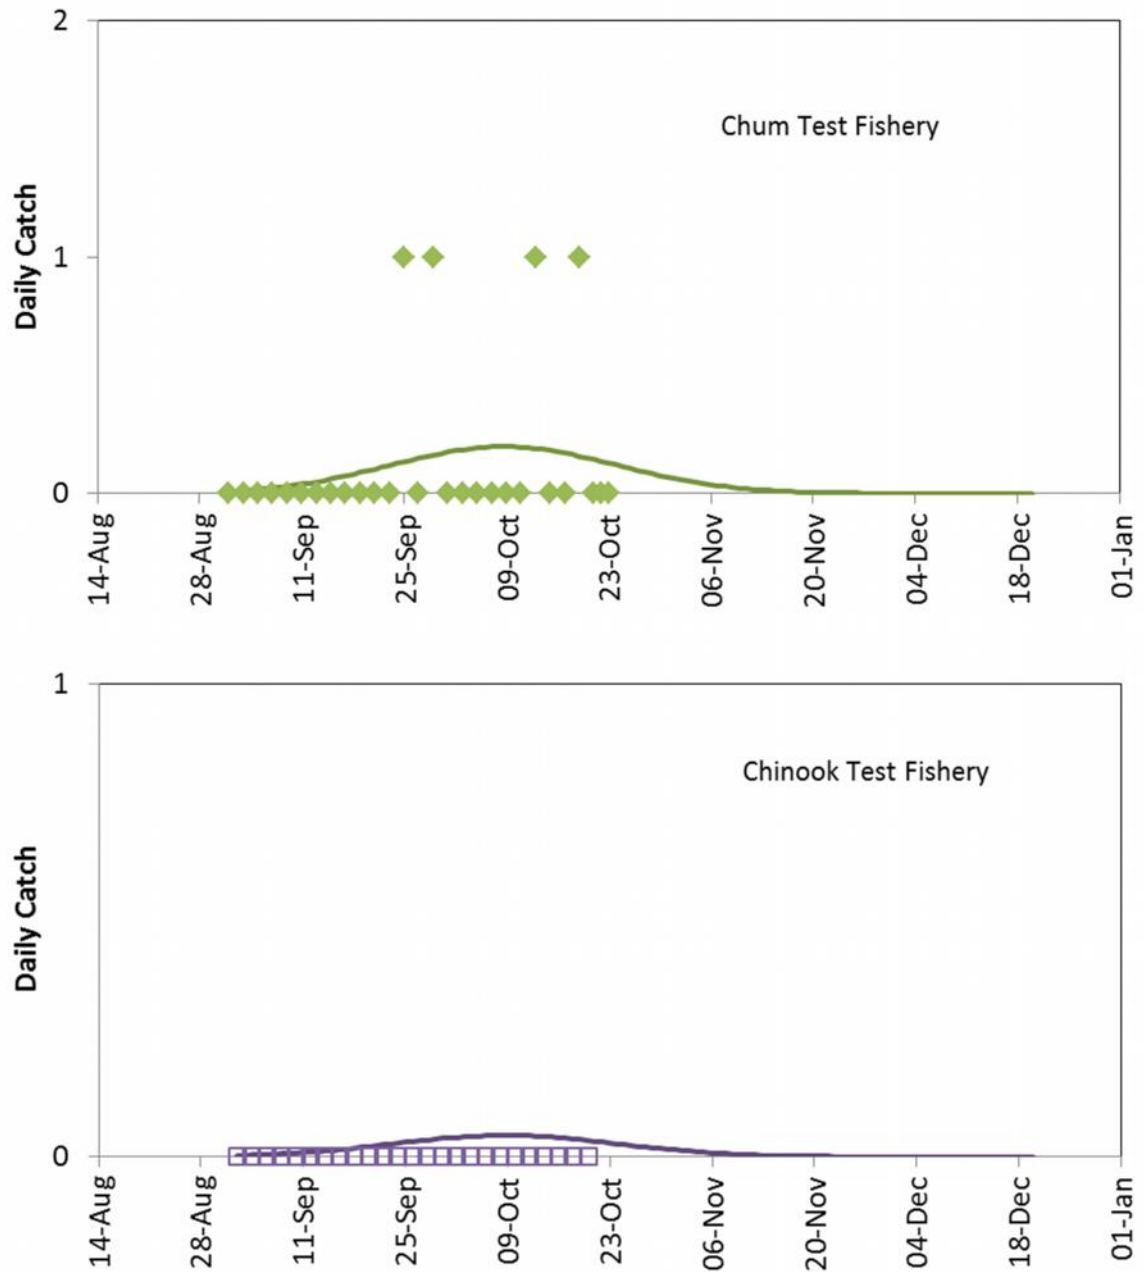 2
Chum Test Fishery
Daily Catch
1
0
14-Aug
28-Aug
11-Sep
25-Sep
09-Oct
23-Oct
06-Nov
20-Nov
04-Dec
18-Dec
01-Jan
1
Chinook Test Fishery
Daily Catch
0
14-Aug
28-Aug
11-Sep
25-Sep
09-Oct
23-Oct
06-Nov
20-Nov
04-Dec
18-Dec
01-Jan